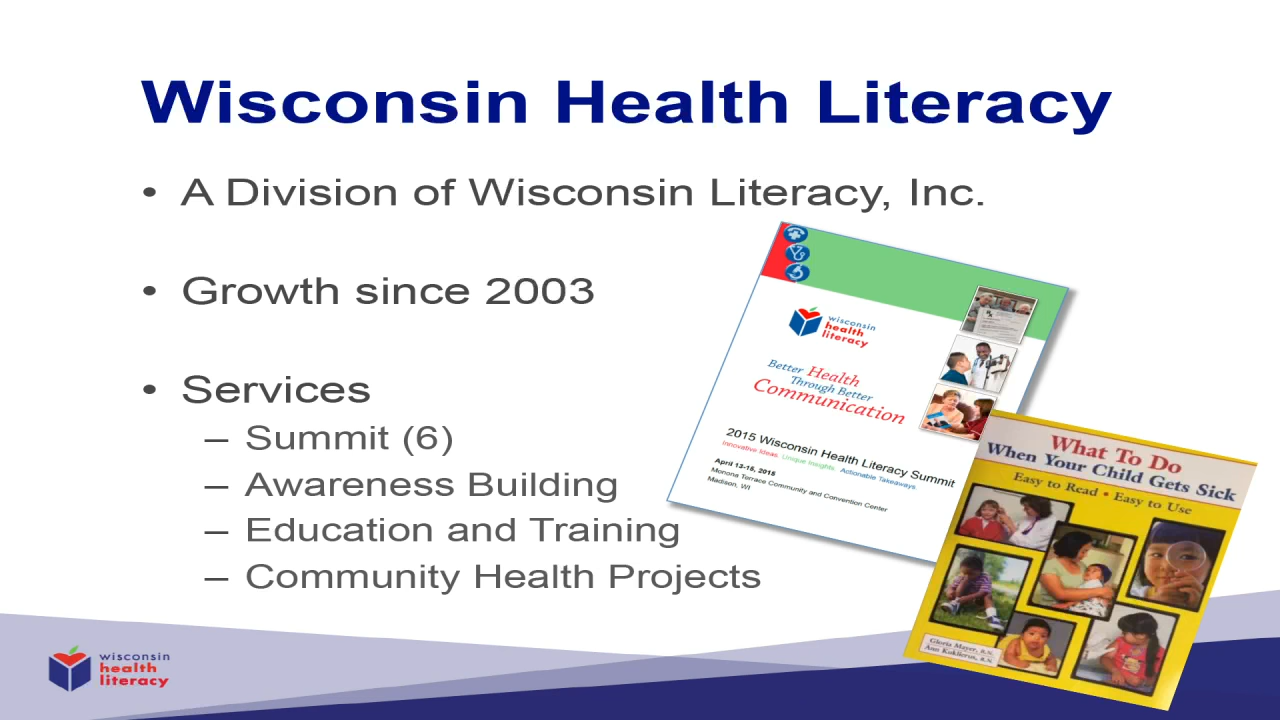 Wisconsin Health Literacy
• A Division of Wisconsin Literacy, Inc.
• Growth since 2003
• Services
– Summit (6)
– Awareness Building
– Education and Training
– Community Health Projects
wisconsin
health
literacy
Better Health
Through Better
Communication
2015 Wisconsin Health Literacy Summit
Innovative Ideas. Unique Insights. Actionable Takeaways.
April 13-15, 2015
Monona Terrace Community and Convention Center
Madison, WI
What To Do
When Your Child Gets Sick
Easy to Read • Easy to Use
Gloria Mayer, R.N.
Ann Kuklierus, R.N.
wisconsin
health
literacy